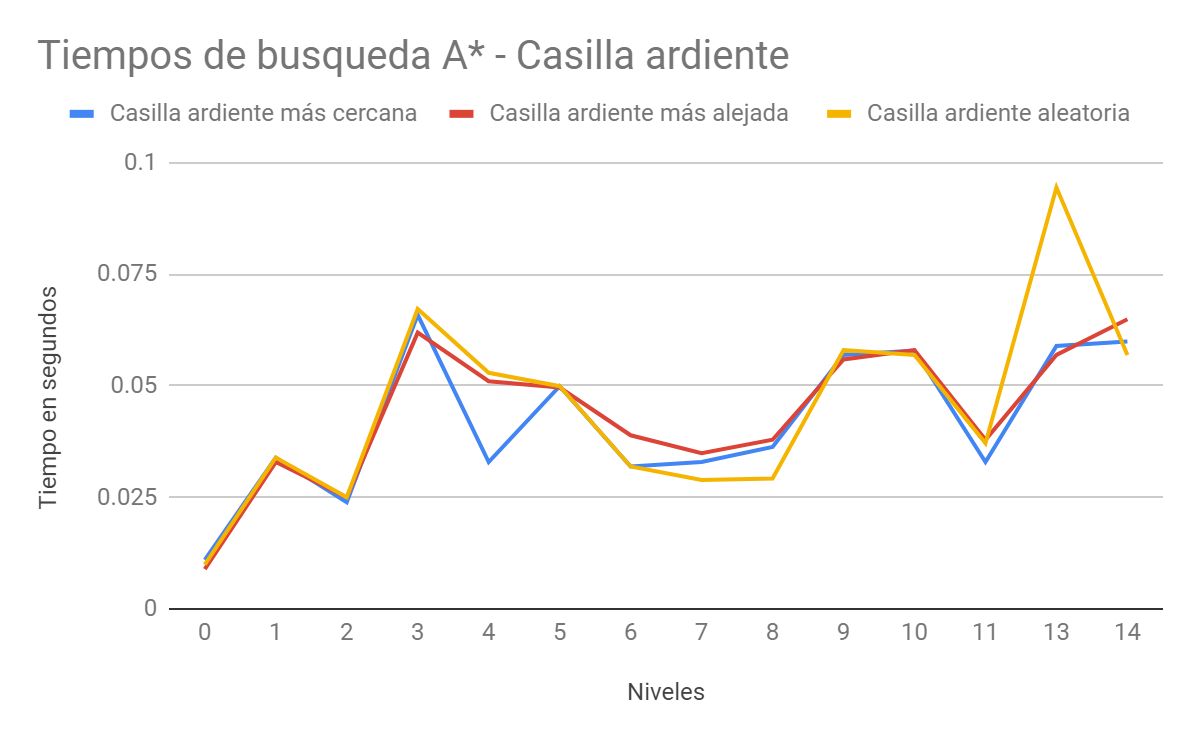 Tiempos de busqueda A* - Casilla ardiente
Casilla ardiente más cercana
Casilla ardiente más alejada
Casilla ardiente aleatoria
0.1
0.075
0.05
0.025
0
Tiempo en segundos
0 1 2 3 4 5 6 7 8 9 10 11 13 14
Niveles